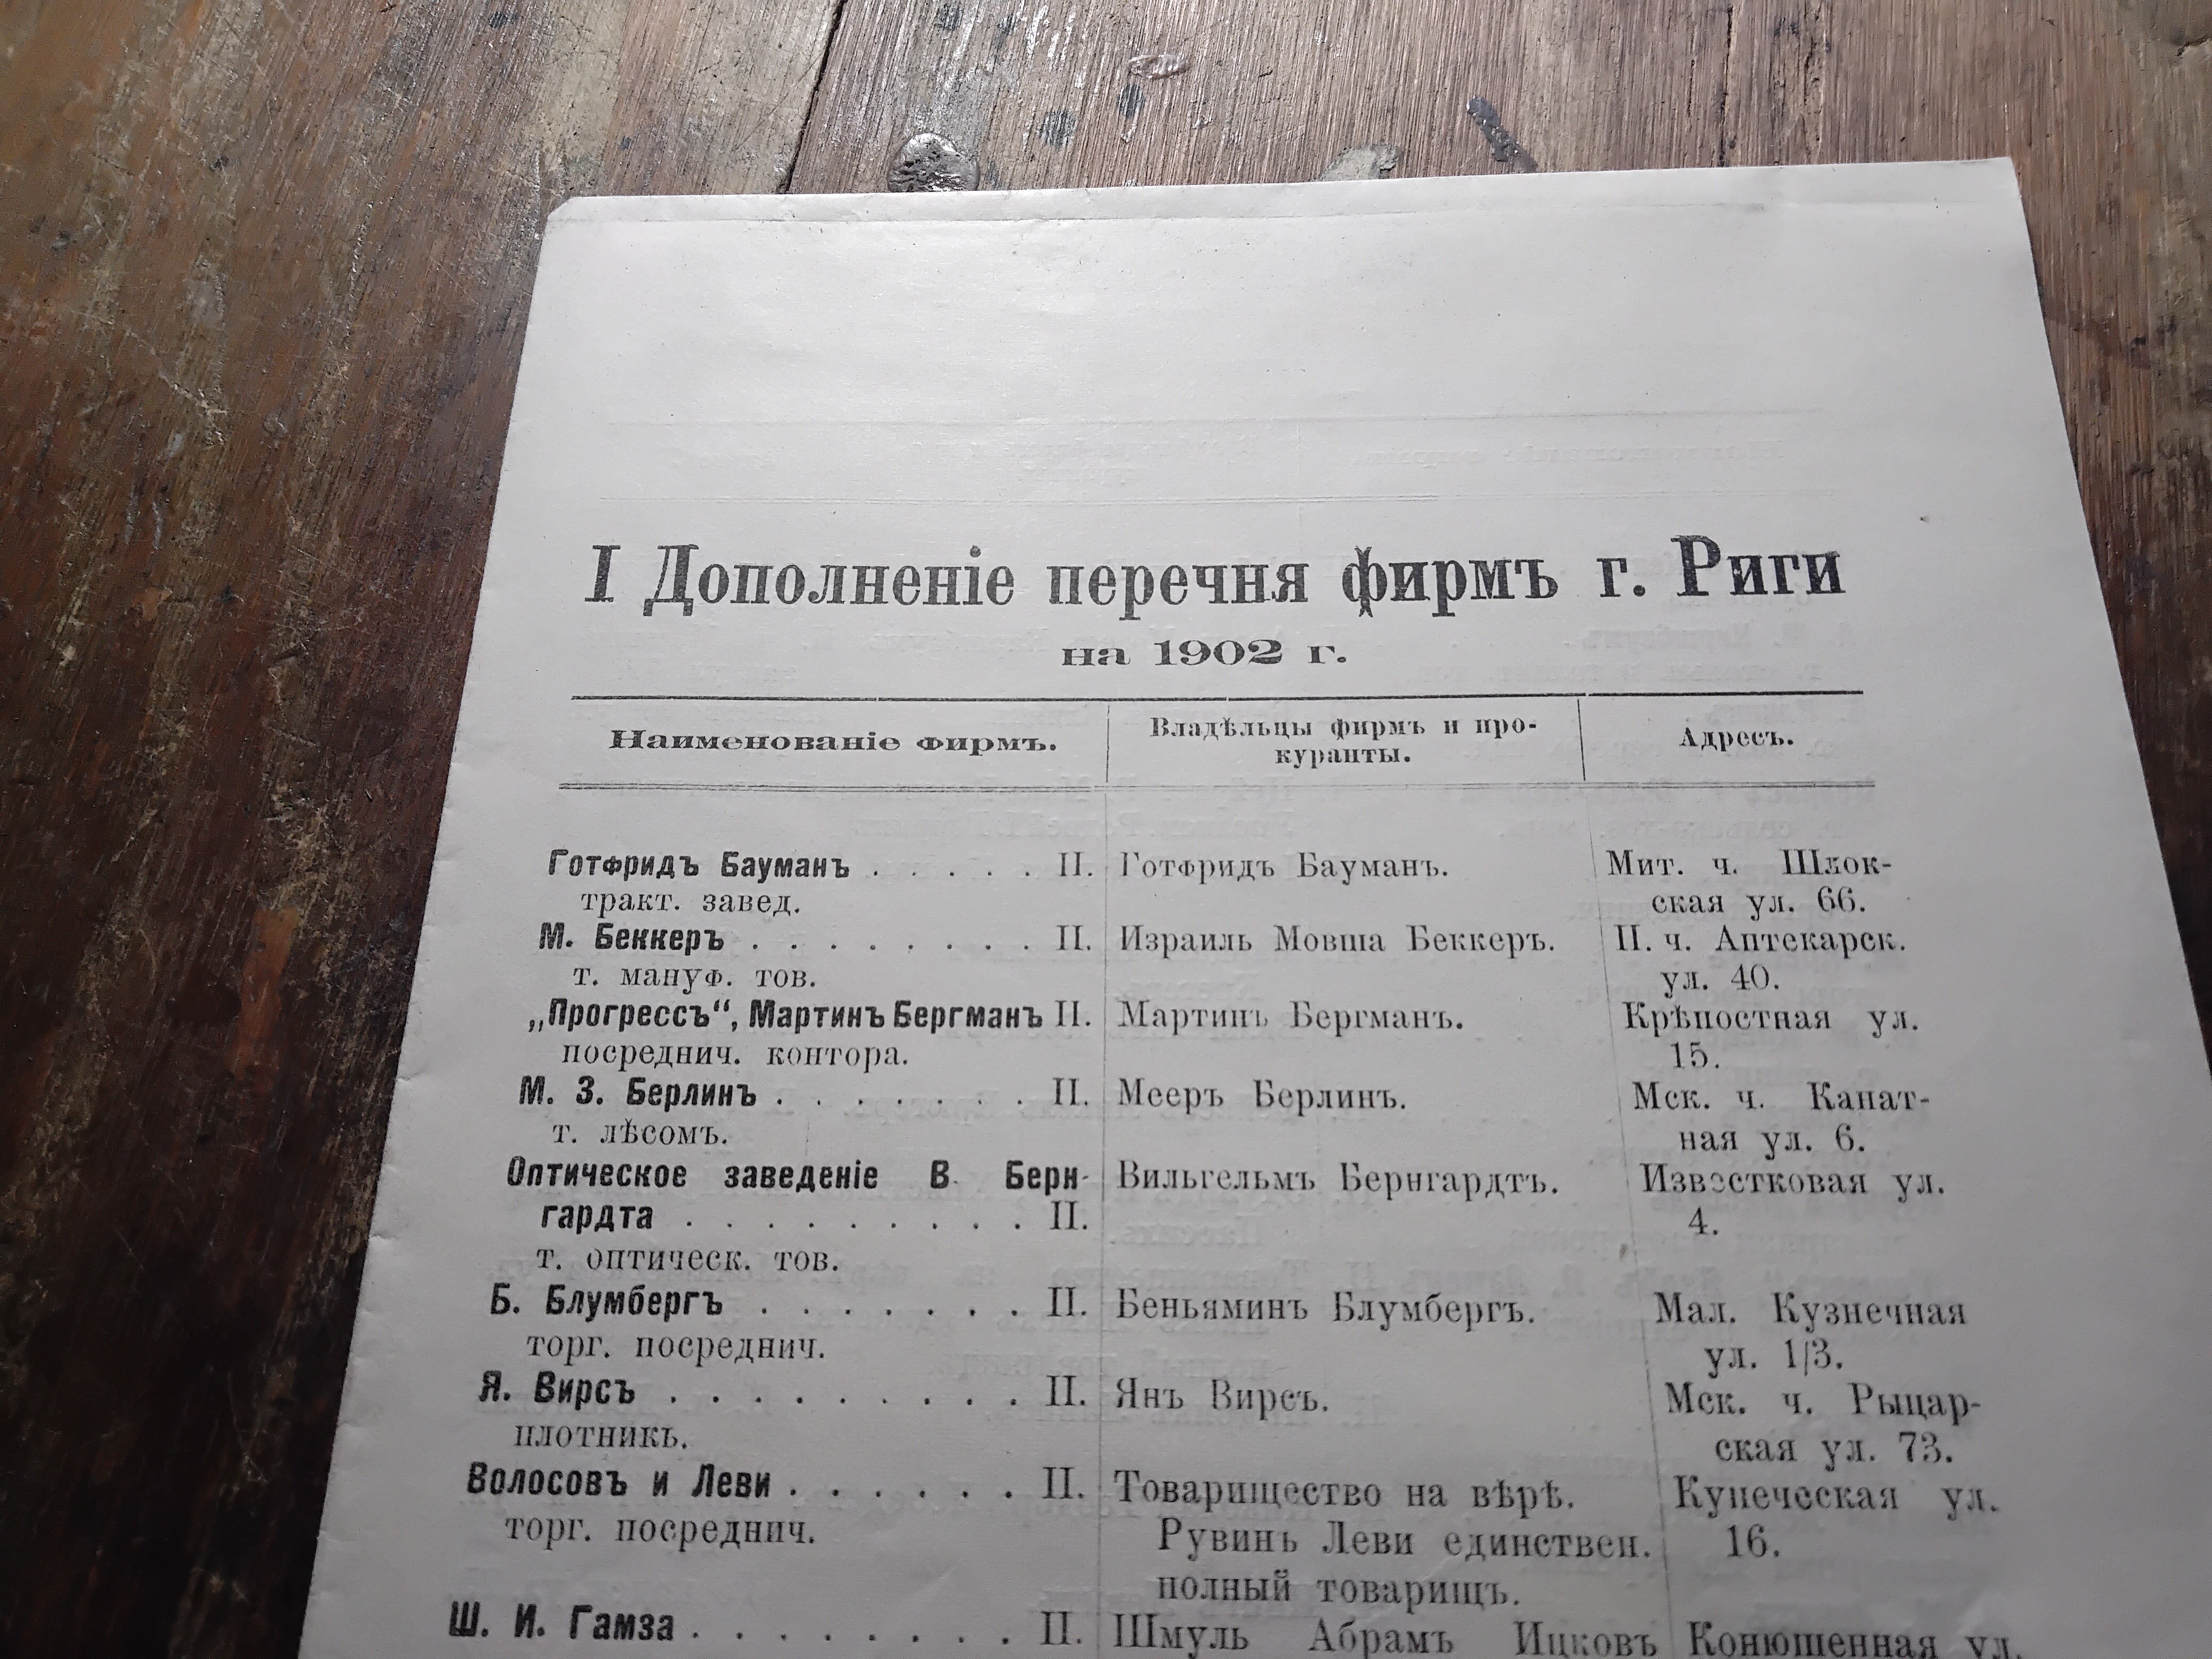 I Дополненіе перечня фирмъ г. Риги
на 1902 г.
Наименованіе фирмъ.
Владѣльцы фирмъ и про-
куранты.
Адресъ.
Готфридъ Бауманъ . . . . . II. Готфридъ Бауманъ. Мит. ч. Шлок-
тракт. завед. ская ул. 66.
М. Беккеръ . . . . . . . . II. Израиль Мовша Беккеръ. II. ч. Аптекарск.
т. мануф. тов. ул. 40.
„Прогрессъ“, Мартинъ Бергманъ II. Мартинъ Бергманъ. Крѣпостная ул.
посреднич. контора. 15.
М. З. Берлинъ . . . . . . . II. Мееръ Берлинъ. Мск. ч. Канат-
т. лѣсомъ. ная ул. 6.
Оптическое заведеніе В. Берн- Вильгельмъ Бернгардтъ. Известковая ул.
гардта . . . . . . . . . II. 4.
т. оптическ. тов.
Б. Блумбергъ . . . . . . . II. Беньяминъ Блумбергъ. Мал. Кузнечная
торг. посреднич. ул. 1/3.
Я. Вирсъ . . . . . . . . . II. Янъ Вирсъ. Мск. ч. Рыцар-
плотникъ. ская ул. 73.
Волосовъ и Леви . . . . . . II. Товарищество на вѣрѣ. Купеческая ул.
торг. посреднич. Рувинъ Леви единствен. 16.
полный товарищъ.
Ш. И. Гамза . . . . . . . . II. Шмуль Абрамъ Ицковъ Конюшенная ул.